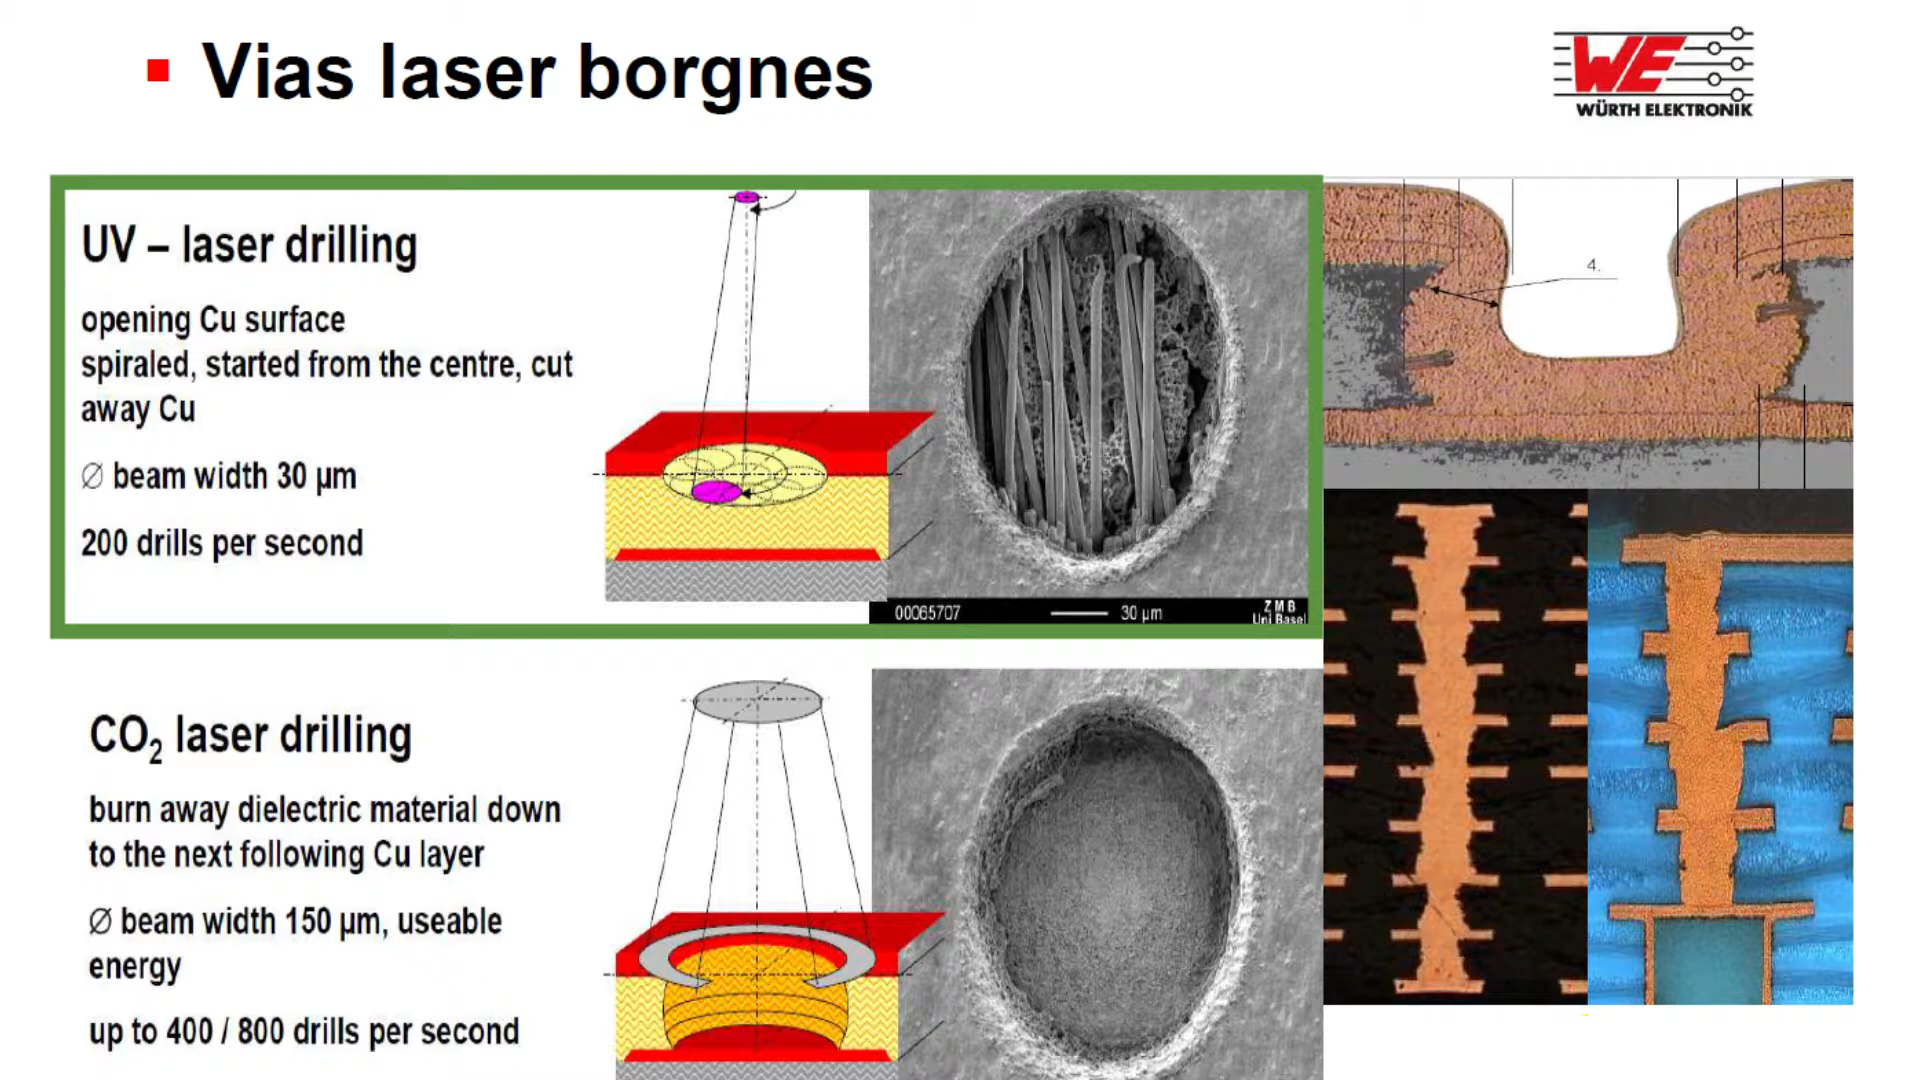 Vias laser borgnes
WE
WÜRTH ELEKTRONIK
UV – laser drilling
opening Cu surface
spiraled, started from the centre, cut
away Cu
∅ beam width 30 µm
200 drills per second
00065707
30 µm
ZMB
Uni Basel
4.
CO₂ laser drilling
burn away dielectric material down
to the next following Cu layer
∅ beam width 150 µm, useable
energy
up to 400 / 800 drills per second